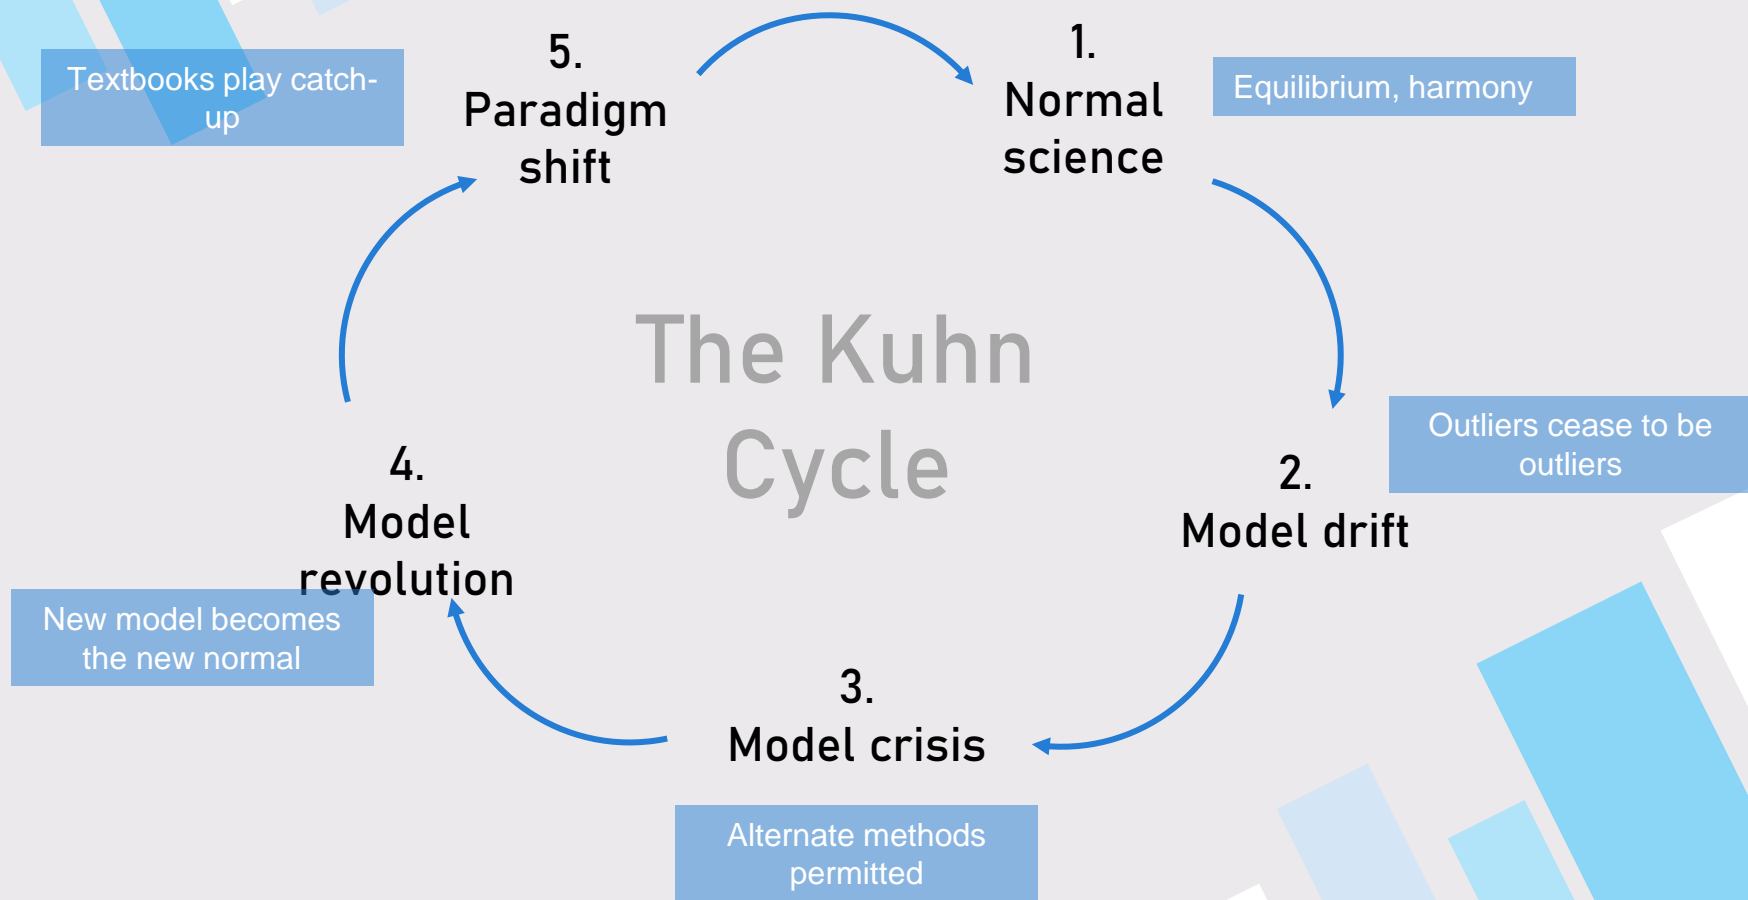 The Kuhn
Cycle
1.
Normal
science
Equilibrium, harmony
2.
Model drift
Outliers cease to be
outliers
3.
Model crisis
Alternate methods
permitted
4.
Model
revolution
New model becomes
the new normal
5.
Paradigm
shift
Textbooks play catch-
up